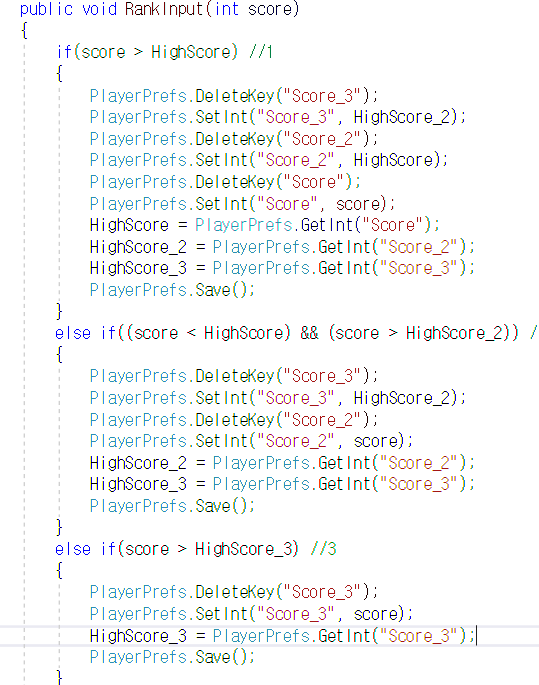 public void RankInput(int score)
{
if(score > HighScore) //1
{
PlayerPrefs.DeleteKey("Score_3");
PlayerPrefs.SetInt("Score_3", HighScore_2);
PlayerPrefs.DeleteKey("Score_2");
PlayerPrefs.SetInt("Score_2", HighScore);
PlayerPrefs.DeleteKey("Score");
PlayerPrefs.SetInt("Score", score);
HighScore = PlayerPrefs.GetInt("Score");
HighScore_2 = PlayerPrefs.GetInt("Score_2");
HighScore_3 = PlayerPrefs.GetInt("Score_3");
PlayerPrefs.Save();
}
else if((score < HighScore) && (score > HighScore_2)) /
{
PlayerPrefs.DeleteKey("Score_3");
PlayerPrefs.SetInt("Score_3", HighScore_2);
PlayerPrefs.DeleteKey("Score_2");
PlayerPrefs.SetInt("Score_2", score);
HighScore_2 = PlayerPrefs.GetInt("Score_2");
HighScore_3 = PlayerPrefs.GetInt("Score_3");
PlayerPrefs.Save();
}
else if(score > HighScore_3) //3
{
PlayerPrefs.DeleteKey("Score_3");
PlayerPrefs.SetInt("Score_3", score);
HighScore_3 = PlayerPrefs.GetInt("Score_3");
PlayerPrefs.Save();
}